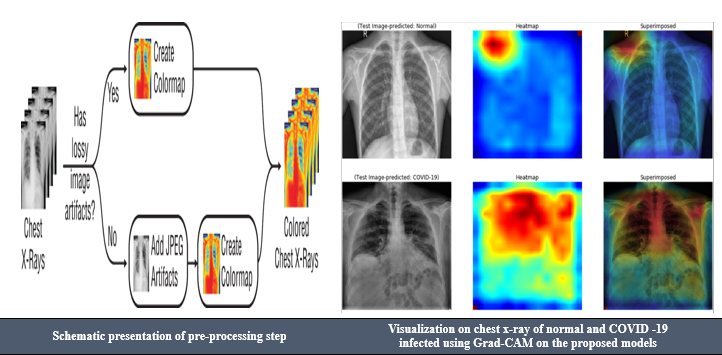 Chest
X-Rays
Has
lossy
image
artifacts?
Yes
Create
Colormap
No
Add JPEG
Artifacts
Create
Colormap
Colored
Chest X-Rays
(Test Image-predicted: Normal)
Heatmap
Superimposed
R
R
(Test Image-predicted: COVID-19)
Heatmap
Superimposed
Schematic presentation of pre-processing step
Visualization on chest x-ray of normal and COVID -19
infected using Grad-CAM on the proposed models